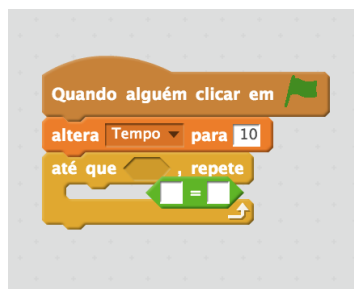 Quando alguém clicar em
altera Tempo para 10
até que , repete
=